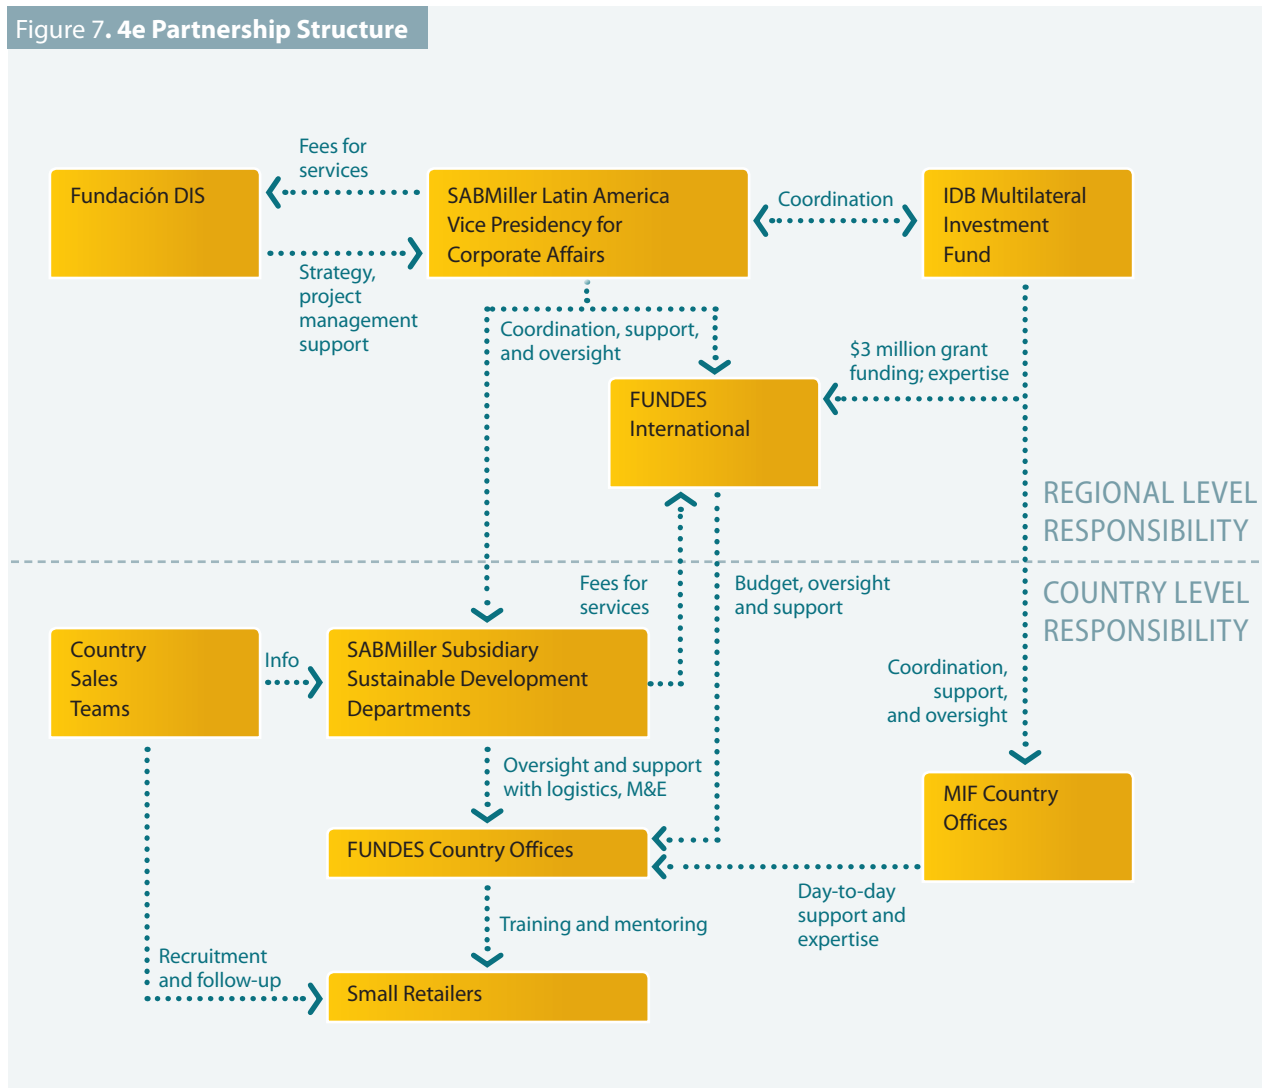 Figure 7. 4e Partnership Structure
Fees for
services
Fundación DIS
SABMiller Latin America
Vice Presidency for
Corporate Affairs
Coordination
IDB Multilateral
Investment
Fund
Strategy,
project
management
support
Coordination, support,
and oversight
$3 million grant
funding; expertise
FUNDES
International
REGIONAL LEVEL
RESPONSIBILITY
Fees for
services
Budget, oversight
and support
COUNTRY LEVEL
RESPONSIBILITY
Country
Sales
Teams
Info
SABMiller Subsidiary
Sustainable Development
Departments
Coordination,
support,
and oversight
Oversight and support
with logistics, M&E
MIF Country
Offices
FUNDES Country Offices
Day-to-day
support and
expertise
Training and mentoring
Recruitment
and follow-up
Small Retailers